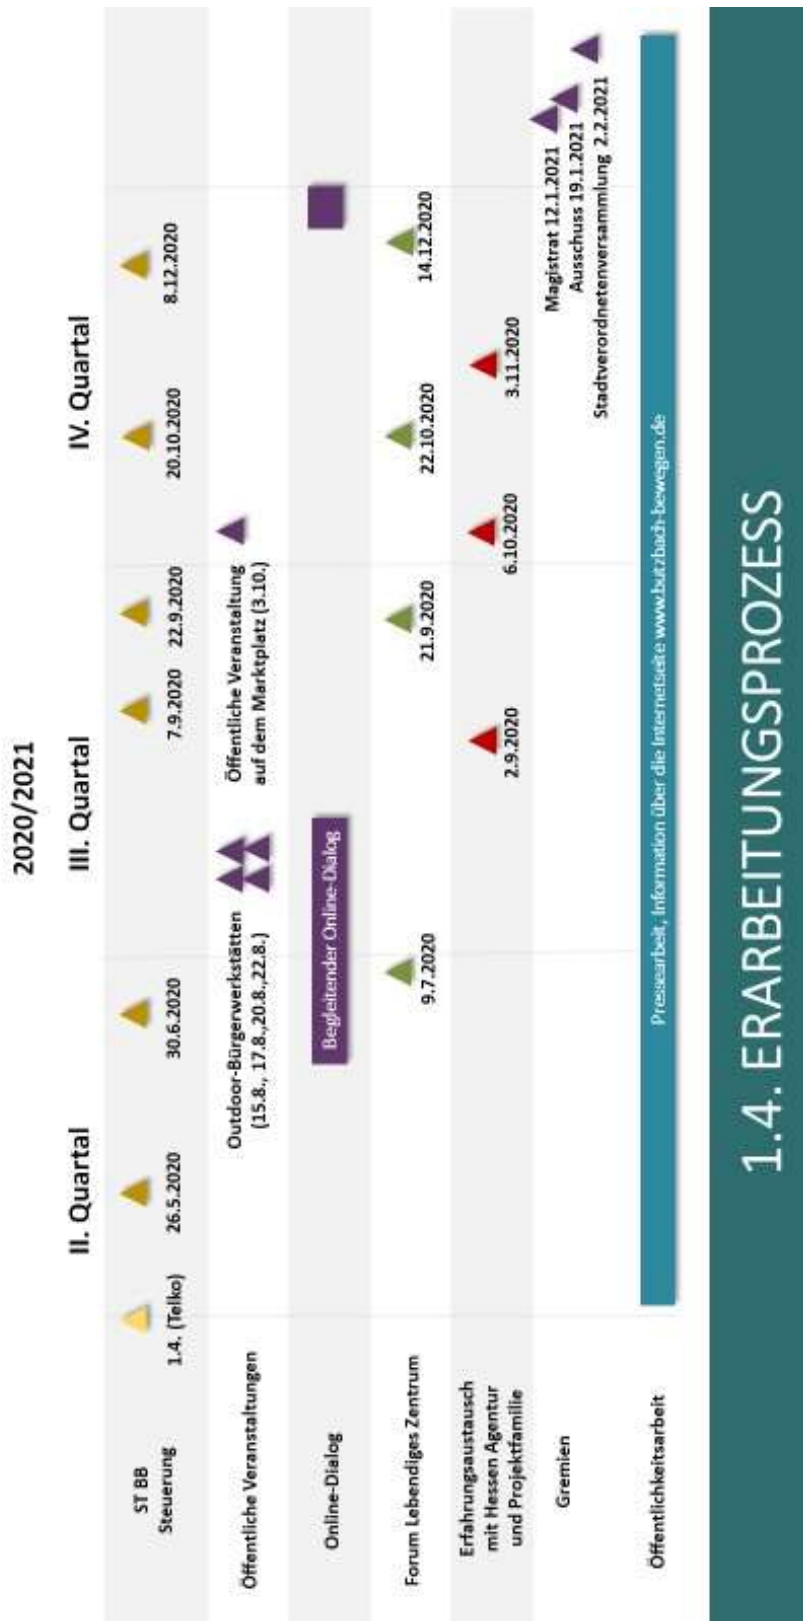 2020/2021
II. Quartal
III. Quartal
IV. Quartal
ST BB
Steuerung
1.4. (Telko)
26.5.2020
30.6.2020
7.9.2020
22.9.2020
20.10.2020
8.12.2020
Öffentliche Veranstaltungen
Outdoor-Bürgerwerkstätten
(15.8., 17.8.,20.8.,22.8.)
Öffentliche Veranstaltung
auf dem Marktplatz (3.10.)
Online-Dialog
Begleitender Online-Dialog
Forum Lebendiges Zentrum
9.7.2020
21.9.2020
22.10.2020
14.12.2020
Erfahrungsaustausch
mit Hessen Agentur
und Projektfamilie
2.9.2020
6.10.2020
3.11.2020
Gremien
Magistrat 12.1.2021
Ausschuss 19.1.2021
Stadtverordnetenversammlung 2.2.2021
Öffentlichkeitsarbeit
Pressearbeit, Information über die Internetseite www.butzbach-bewegen.de
1.4. ERARBEITUNGSPROZESS